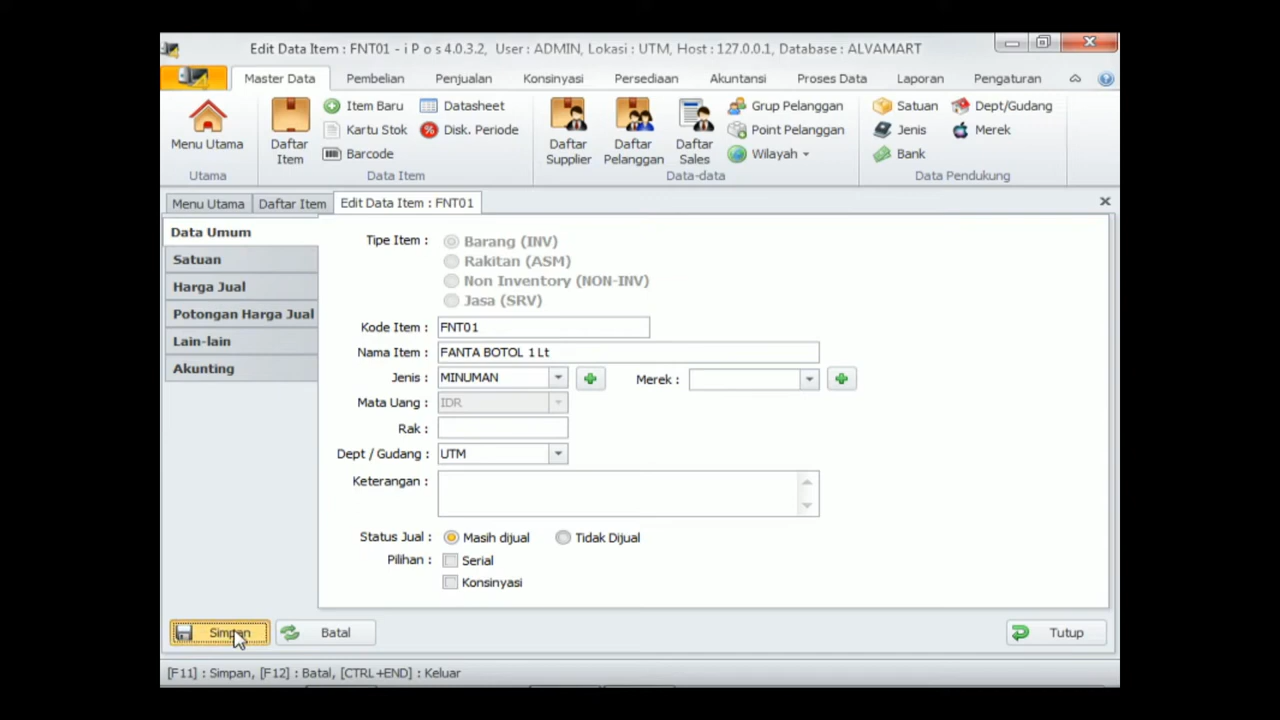 Edit Data Item : FNT01 - i P o s 4.0.3.2, User : ADMIN, Lokasi : UTM, Host : 127.0.0.1, Database : ALVAMART
Master Data Pembelian Penjualan Konsinyasi Persediaan Akuntansi Proses Data Laporan Pengaturan
Menu Utama
Utama
Daftar Item
Item Baru
Kartu Stok
Barcode
Datasheet
Disk. Periode
Data Item
Daftar Supplier
Daftar Pelanggan
Daftar Sales
Grup Pelanggan
Point Pelanggan
Wilayah
Data-data
Satuan
Jenis
Bank
Dept/Gudang
Merek
Data Pendukung
Menu Utama Daftar Item Edit Data Item : FNT01
Data Umum
Satuan
Harga Jual
Potongan Harga Jual
Lain-lain
Akunting
Tipe Item : Barang (INV)
Rakitan (ASM)
Non Inventory (NON-INV)
Jasa (SRV)
Kode Item : FNT01
Nama Item : FANTA BOTOL 1 Lt
Jenis : MINUMAN Merek :
Mata Uang : IDR
Rak :
Dept / Gudang : UTM
Keterangan :
Status Jual : Masih dijual Tidak Dijual
Pilihan : Serial
Konsinyasi
Simpan Batal Tutup
[F11] : Simpan, [F12] : Batal, [CTRL+END] : Keluar